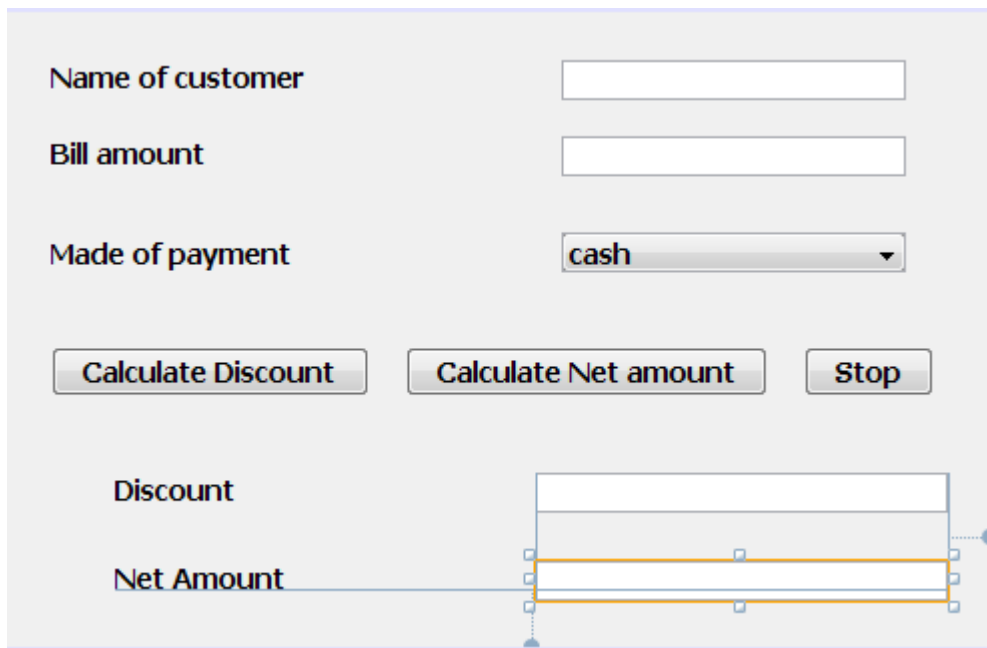 Name of customer
Bill amount
Made of payment
cash
Calculate Discount Calculate Net amount Stop
Discount
Net Amount